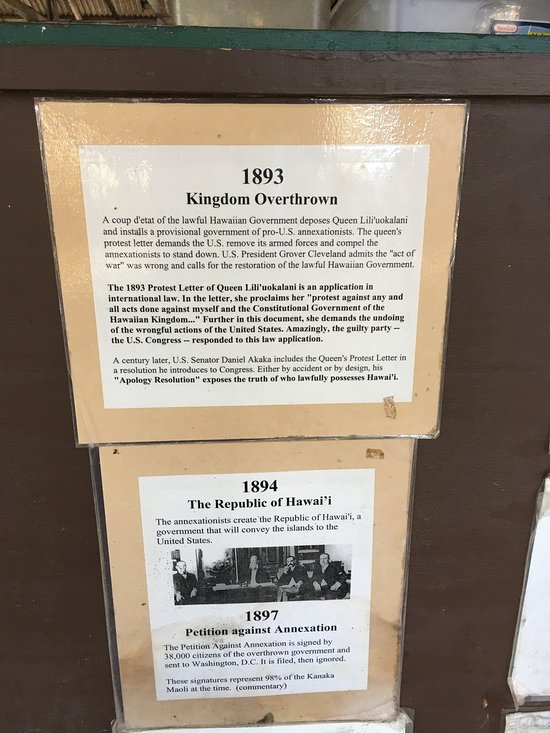 1893
Kingdom Overthrown
A coup d'etat of the lawful Hawaiian Government deposes Queen Lili'uokalani
and installs a provisional government of pro-U.S. annexationists. The queen's
protest letter demands the U.S. remove its armed forces and compel the
annexationists to stand down. U.S. President Grover Cleveland admits the "act of
war" was wrong and calls for the restoration of the lawful Hawaiian Government.
The 1893 Protest Letter of Queen Lili'uokalani is an application in
international law. In the letter, she proclaims her "protest against any and
all acts done against myself and the Constitutional Government of the
Hawaiian Kingdom..." Further in this document, she demands the undoing
of the wrongful actions of the United States. Amazingly, the guilty party --
the U.S. Congress -- responded to this law application.
A century later, U.S. Senator Daniel Akaka includes the Queen's Protest Letter in
a resolution he introduces to Congress. Either by accident or by design, his
"Apology Resolution" exposes the truth of who lawfully possesses Hawai'i.
1894
The Republic of Hawai'i
The annexationists create the Republic of Hawai'i, a
government that will convey the islands to the
United States.
1897
Petition against Annexation
The Petition Against Annexation is signed by
38,000 citizens of the overthrown government and
sent to Washington, D.C. It is filed, then ignored.
These signatures represent 98% of the Kanaka
Maoli at the time. (commentary)